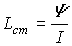 L_cm = Ψ/I